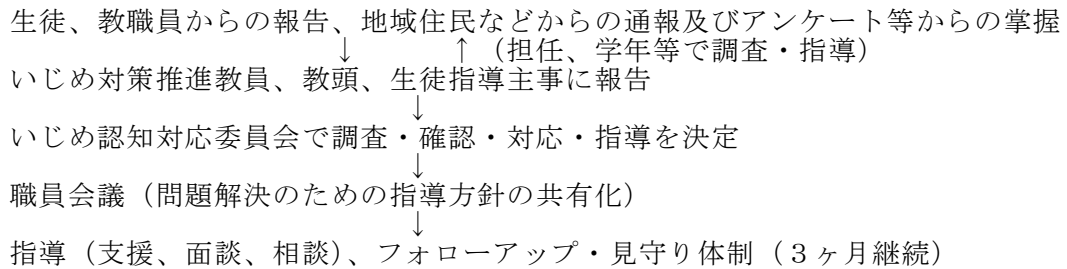 生徒、教職員からの報告、地域住民などからの通報及びアンケート等からの掌握
↓　　　↑（担任、学年等で調査・指導）
いじめ対策推進教員、教頭、生徒指導主事に報告
↓
いじめ認知対応委員会で調査・確認・対応・指導を決定
↓
職員会議（問題解決のための指導方針の共有化）
↓
指導（支援、面談、相談）、フォローアップ・見守り体制（３ヶ月継続）